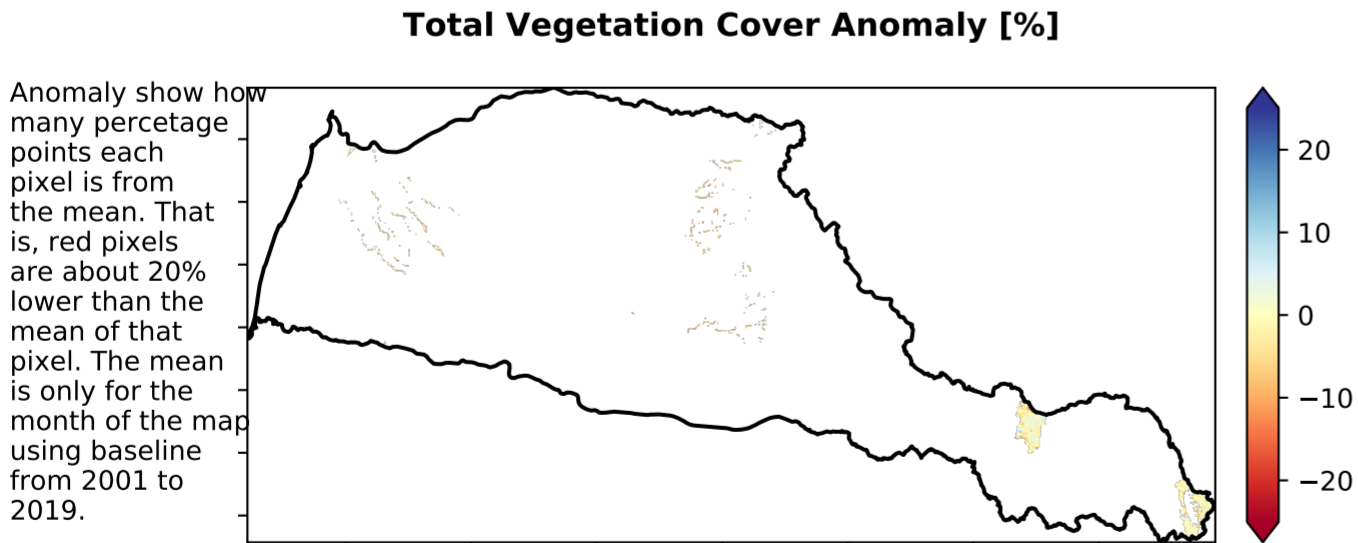 Total Vegetation Cover Anomaly [%]
Anomaly show how
many percetage
points each
pixel is from
the mean. That
is, red pixels
are about 20%
lower than the
mean of that
pixel. The mean
is only for the
month of the map
using baseline
from 2001 to
2019.
20
10
0
−10
−20